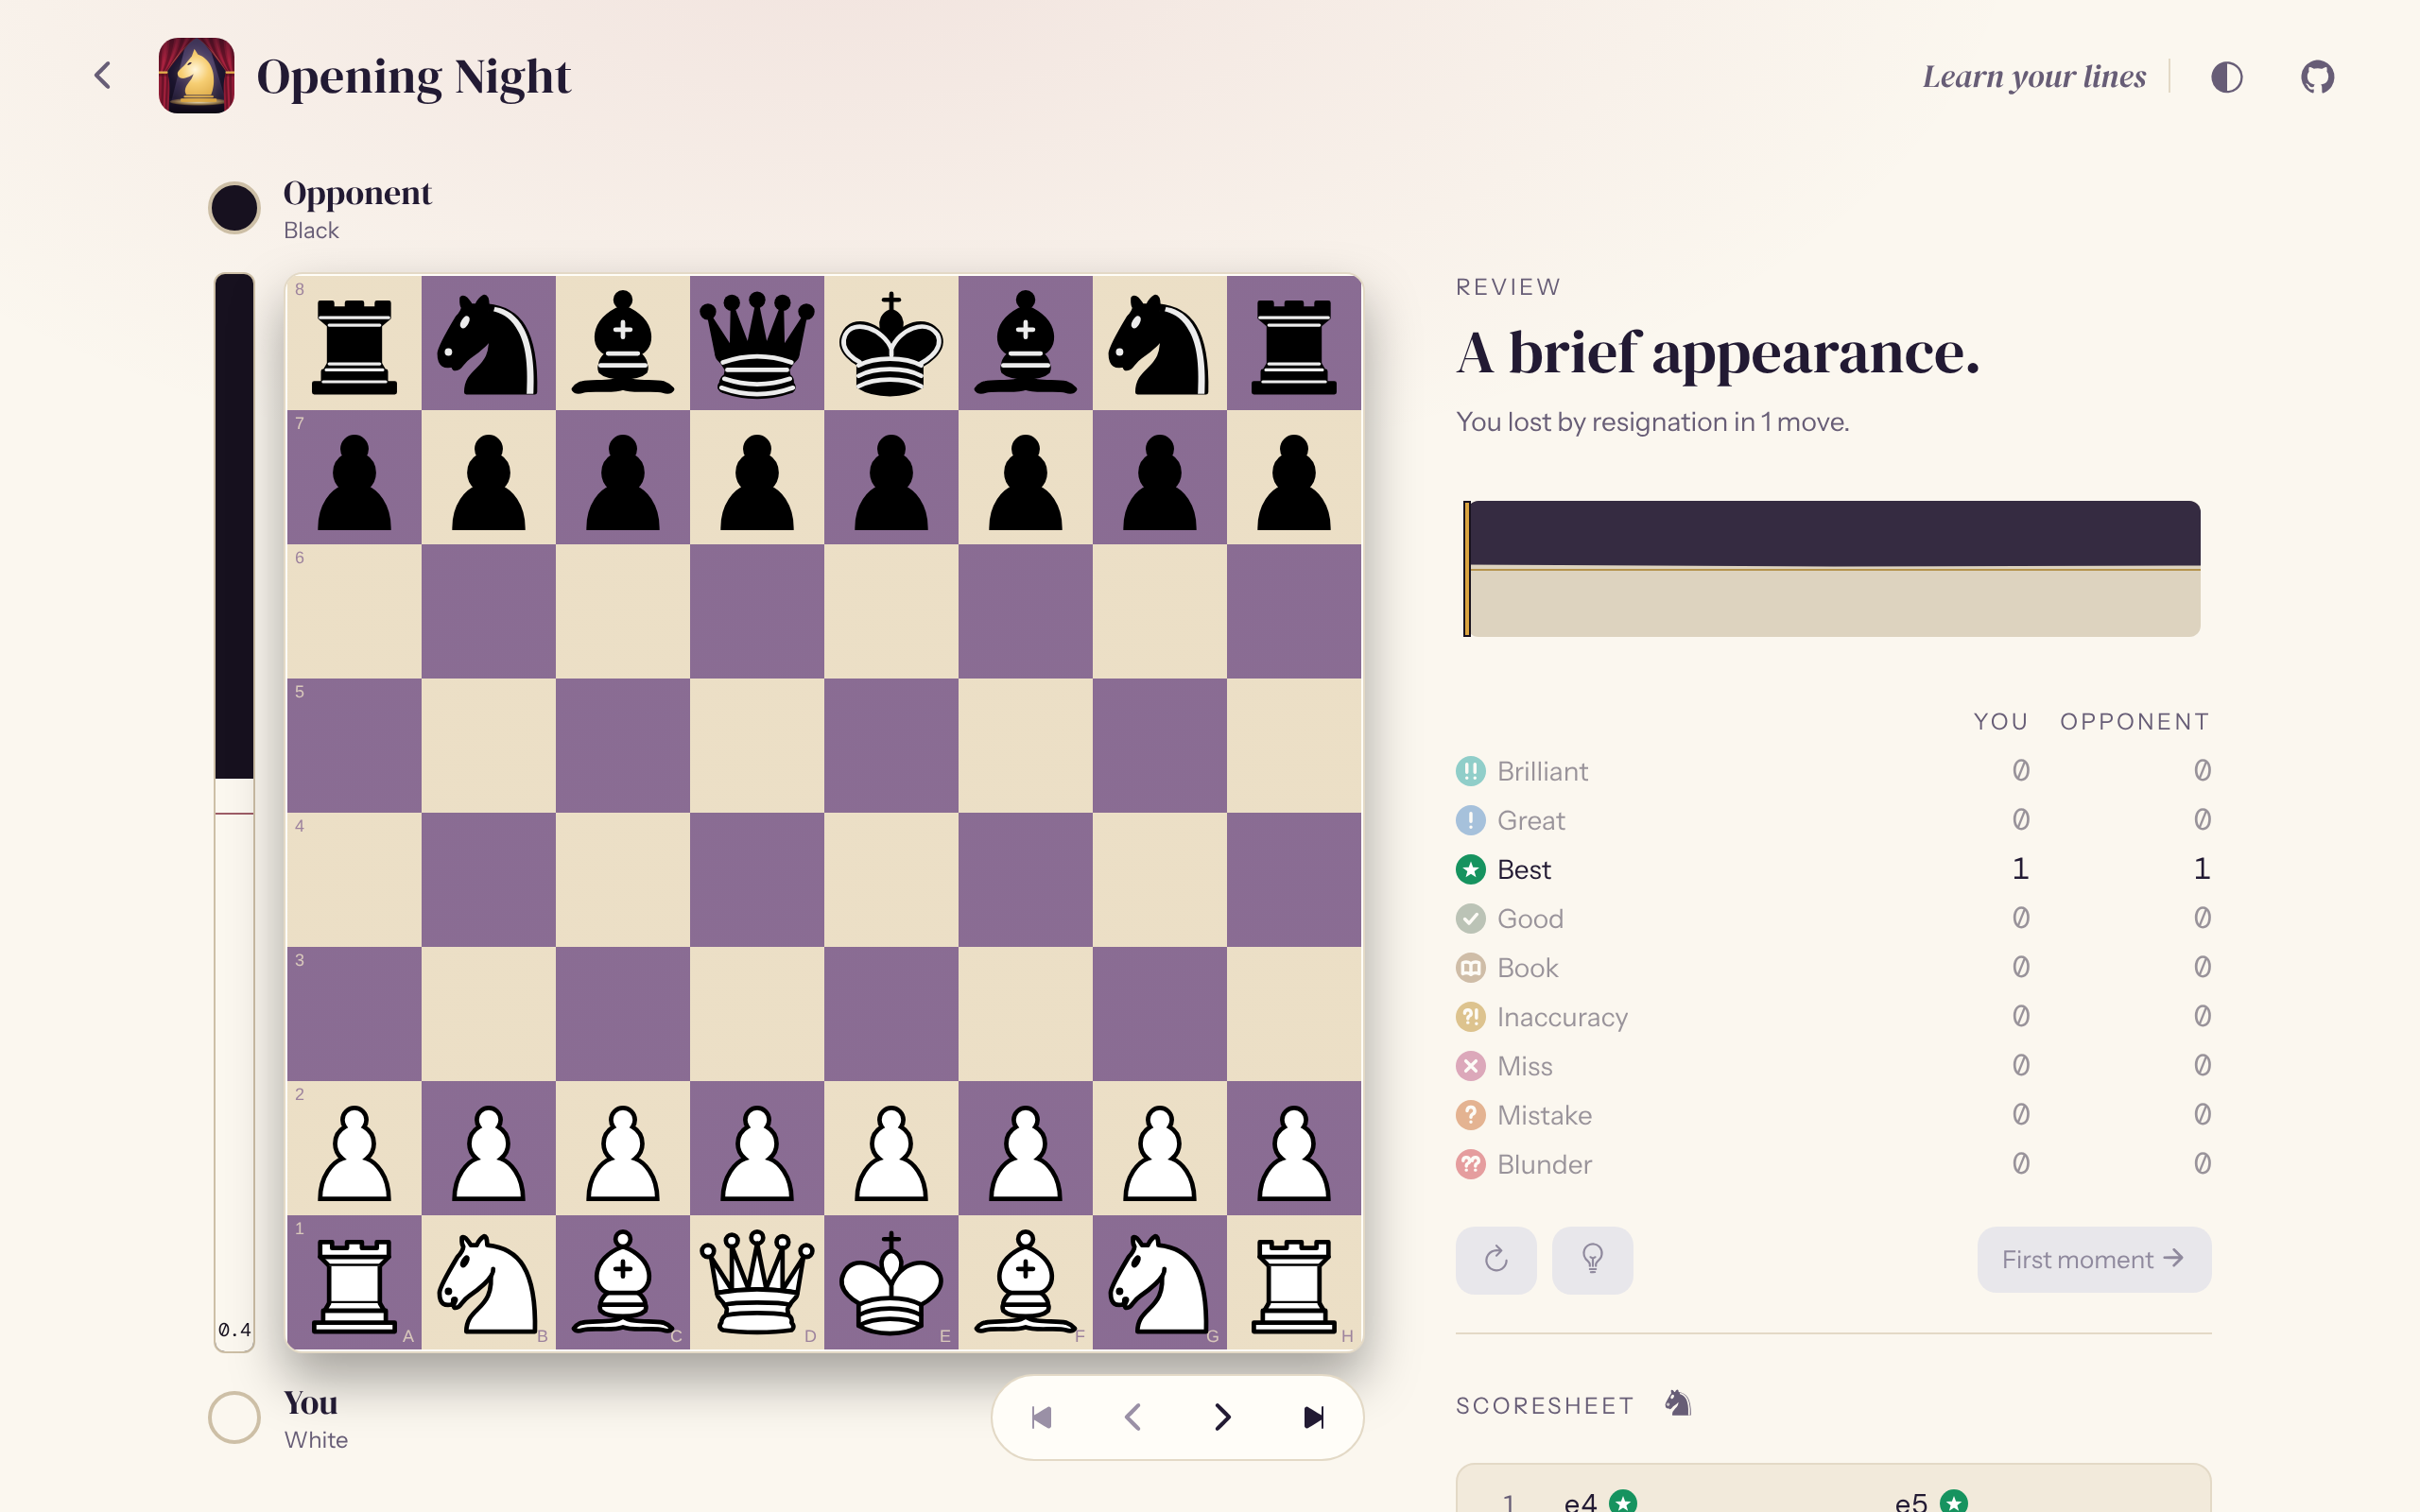 Opening Night
Learn your lines
Opponent
Black
8
7
6
5
4
3
2
1
A B C D E F G H
0.4
You
White
REVIEW
A brief appearance.
You lost by resignation in 1 move.
YOU OPPONENT
!! Brilliant 0 0
! Great 0 0
Best 1 1
Good 0 0
Book 0 0
?! Inaccuracy 0 0
Miss 0 0
? Mistake 0 0
?? Blunder 0 0
First moment →
SCORESHEET
1 e4 e5